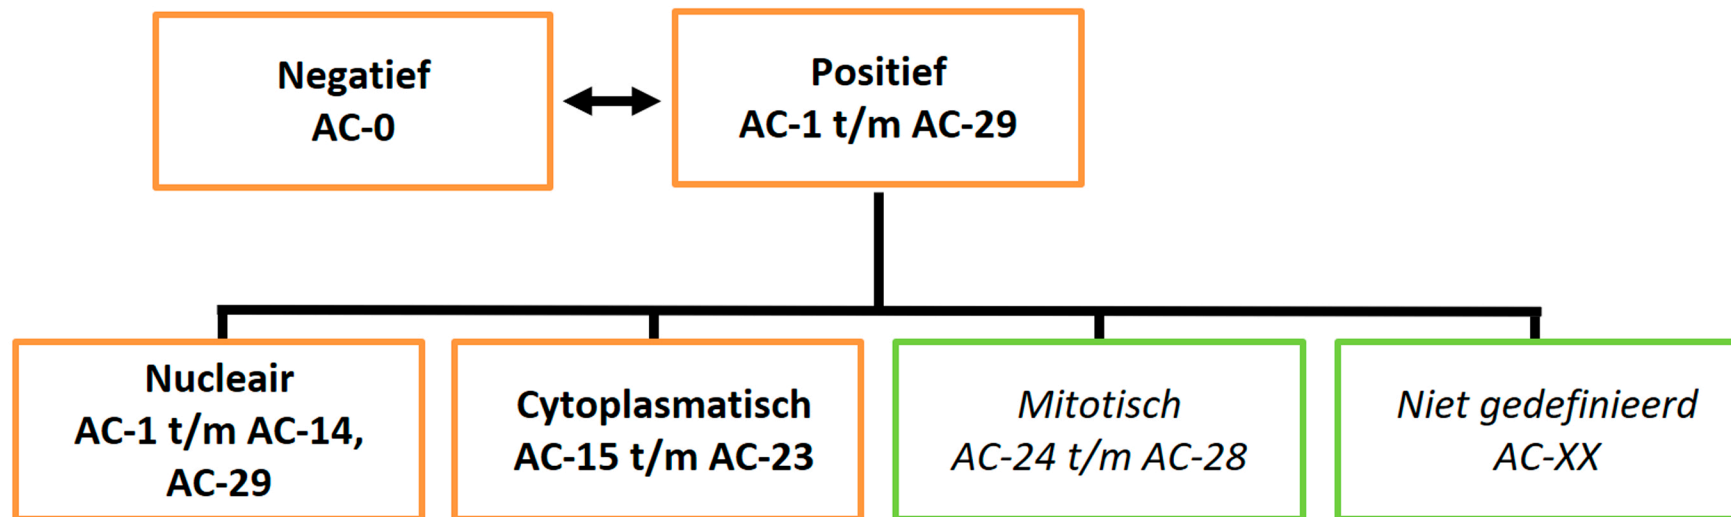 Negatief
AC-0
Positief
AC-1 t/m AC-29
Nucleair
AC-1 t/m AC-14,
AC-29
Cytoplasmatisch
AC-15 t/m AC-23
Mitotisch
AC-24 t/m AC-28
Niet gedefinieerd
AC-XX